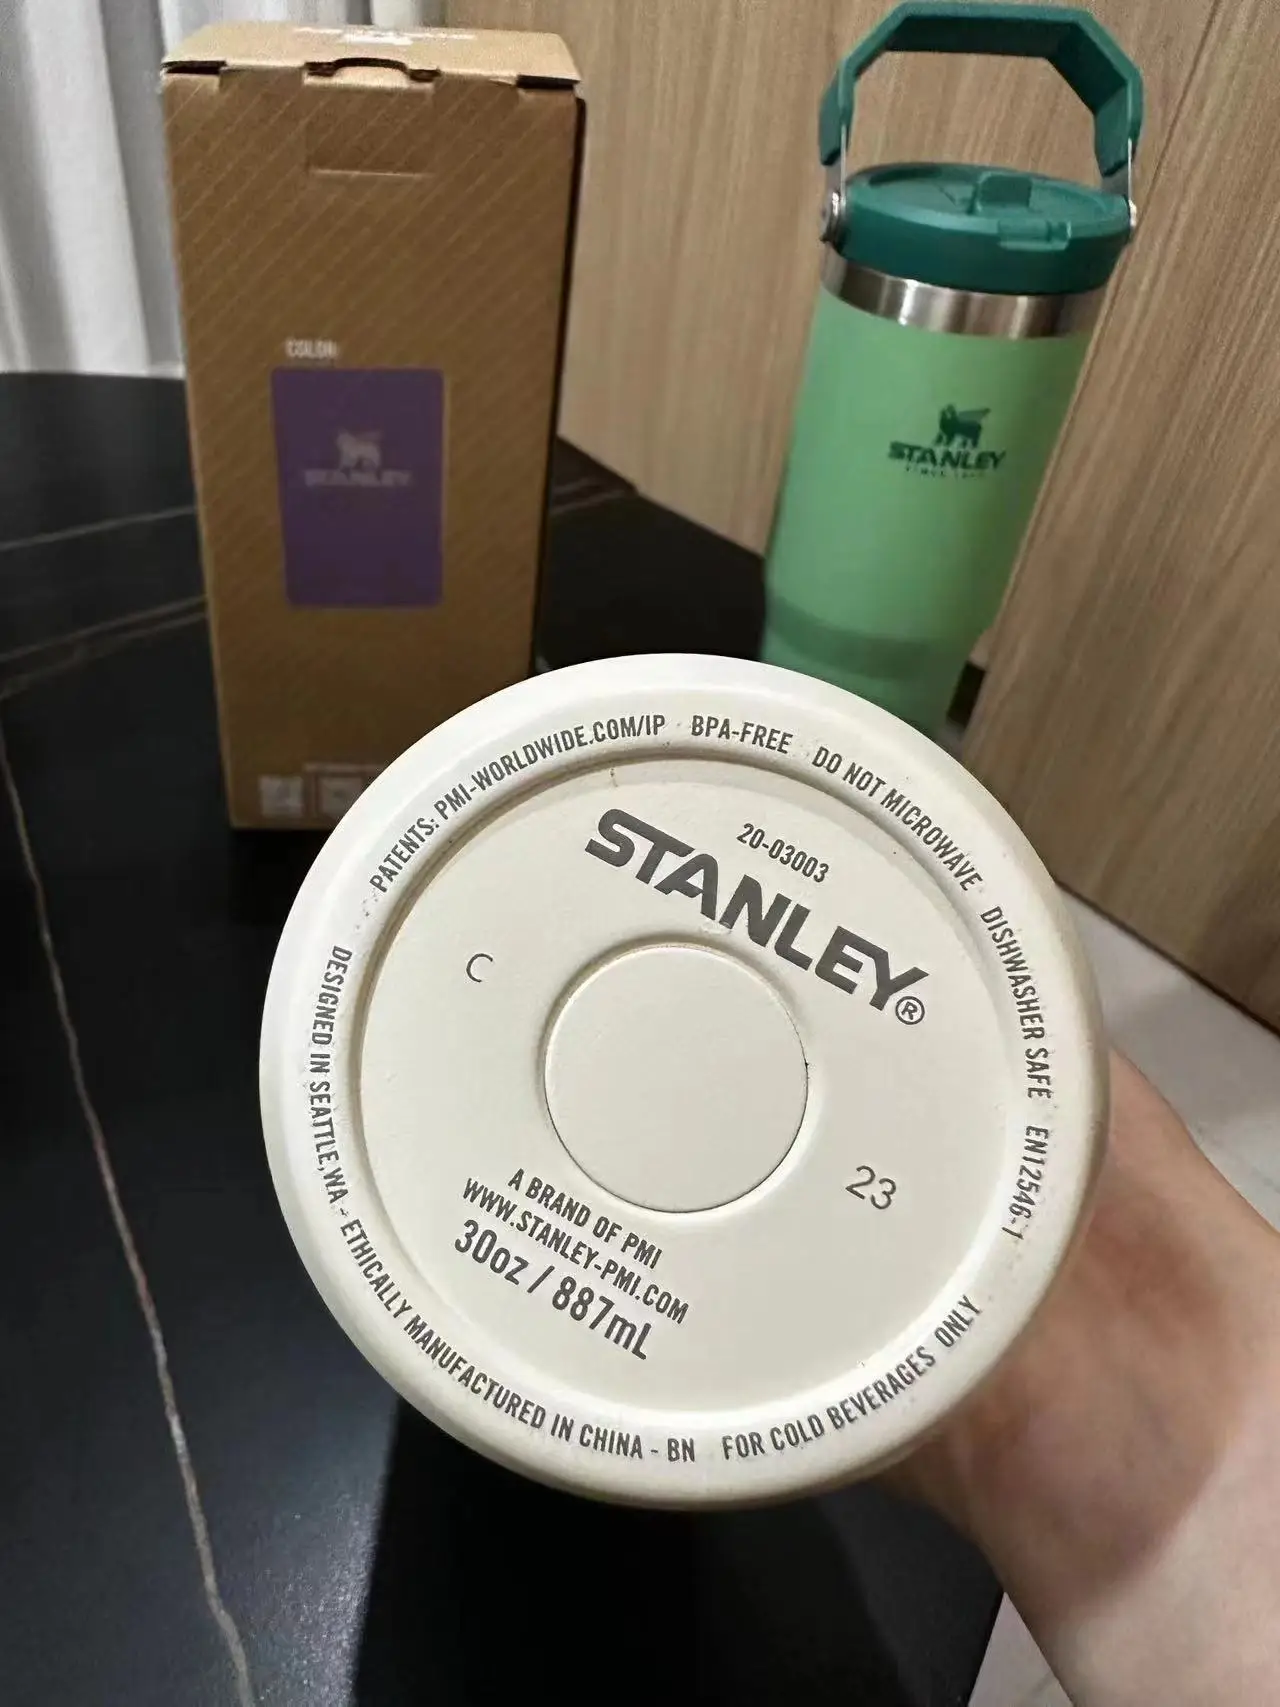 COLOR:
STANLEY
STANLEY
PATENTS: PMI-WORLDWIDE.COM/IP · BPA-FREE · DO NOT MICROWAVE · DISHWASHER SAFE · EN12546-1
20-03003
STANLEY®
C
23
A BRAND OF PMI
WWW.STANLEY-PMI.COM
30oz / 887mL
DESIGNED IN SEATTLE,WA - ETHICALLY MANUFACTURED IN CHINA - BN
FOR COLD BEVERAGES ONLY